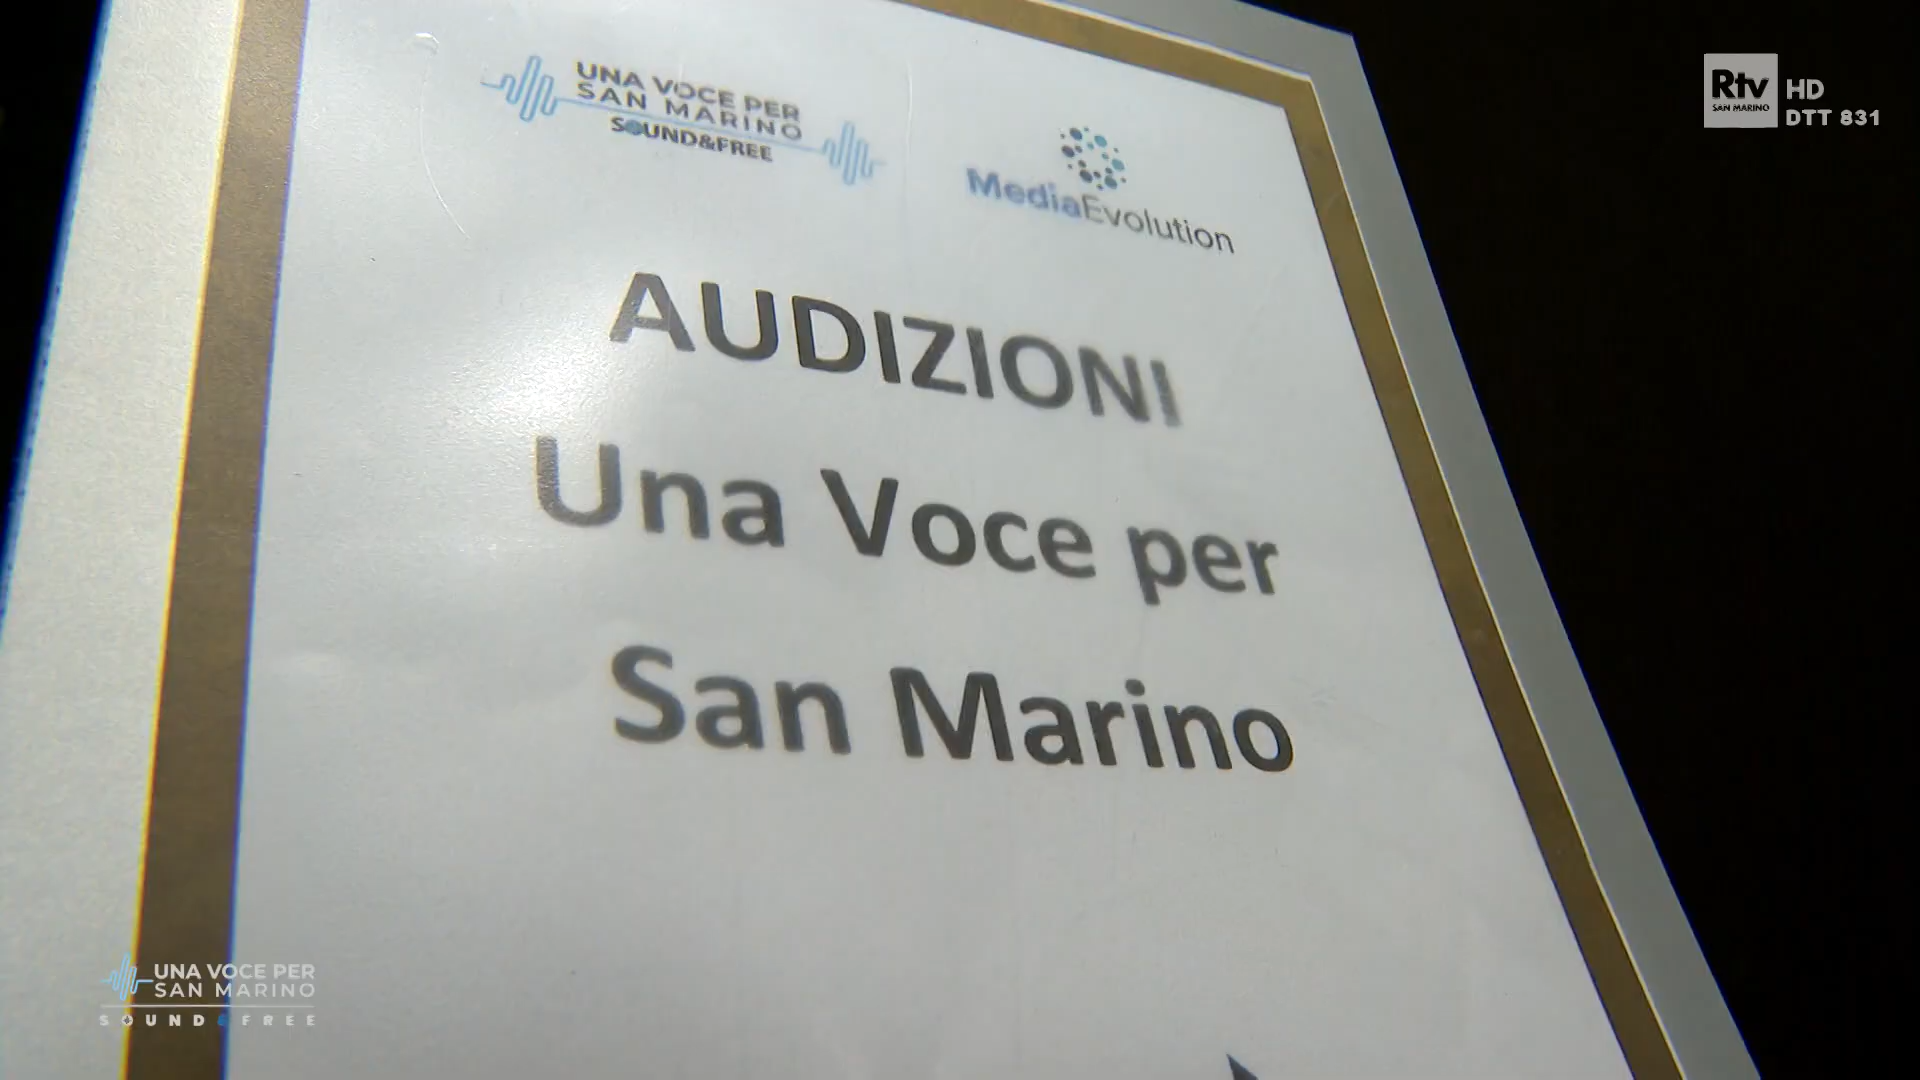 UNA VOCE PER
SAN MARINO
SOUND&FREE
MediaEvolution
Rtv
SAN MARINO
HD
DTT 831
AUDIZIONI
Una Voce per
San Marino
UNA VOCE PER
SAN MARINO
SOUND&FREE